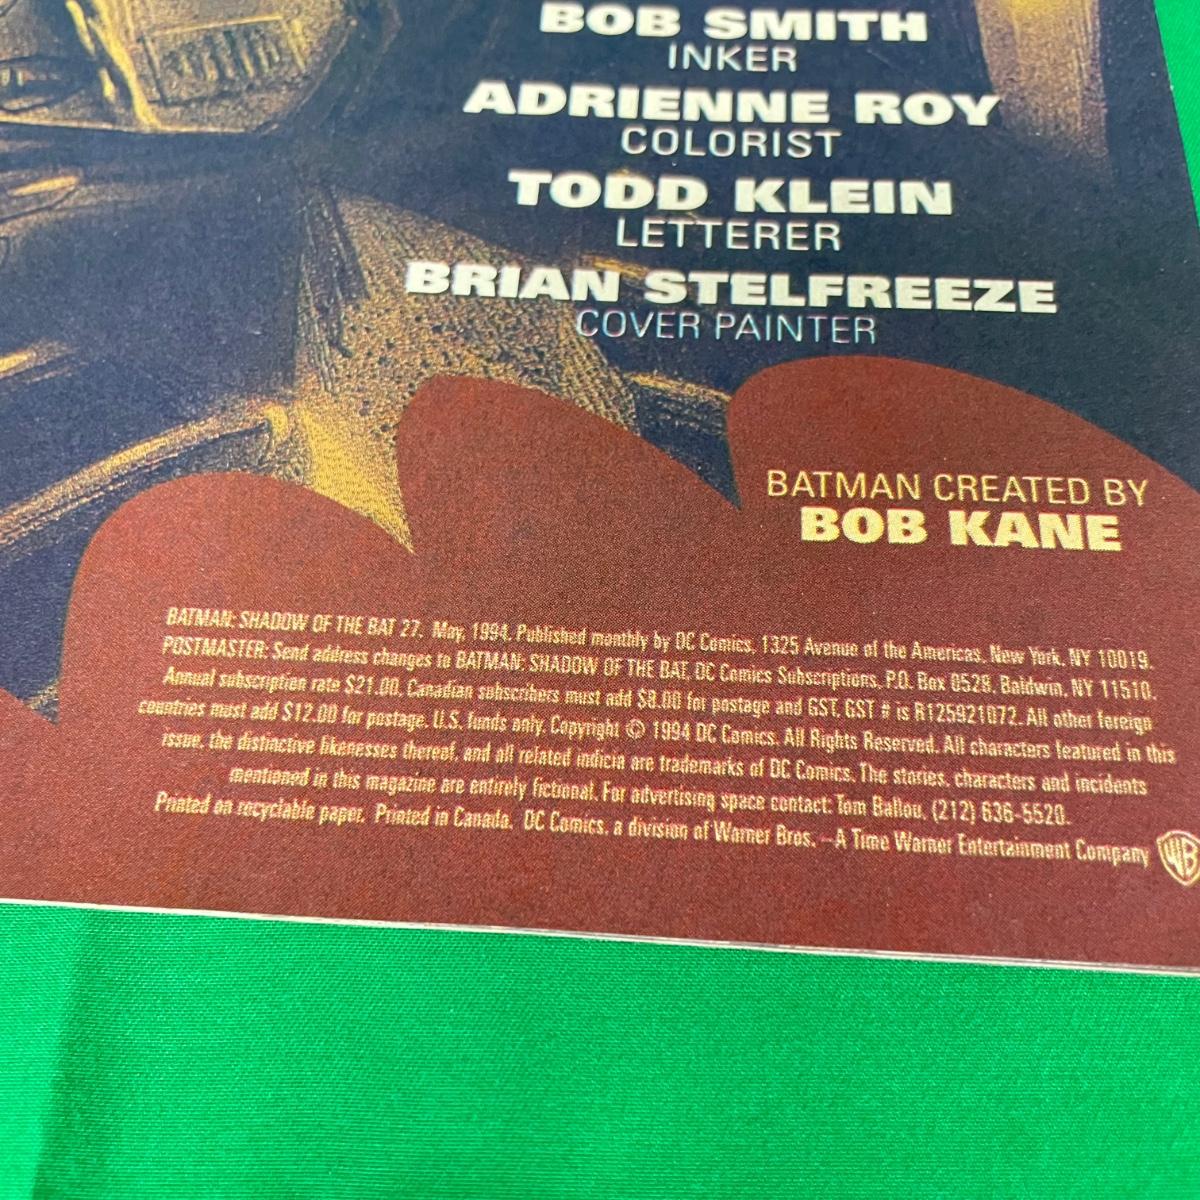 BOB SMITH
INKER
ADRIENNE ROY
COLORIST
TODD KLEIN
LETTERER
BRIAN STELFREEZE
COVER PAINTER
BATMAN CREATED BY
BOB KANE
BATMAN: SHADOW OF THE BAT 27. May, 1994. Published monthly by DC Comics, 1325 Avenue of the Americas, New York, NY 10019.
POSTMASTER: Send address changes to BATMAN: SHADOW OF THE BAT, DC Comics Subscriptions, P.O. Box 0528, Baldwin, NY 11510.
Annual subscription rate $21.00. Canadian subscribers must add $8.00 for postage and GST. GST # is R125921072. All other foreign
countries must add $12.00 for postage. U.S. funds only. Copyright © 1994 DC Comics. All Rights Reserved. All characters featured in this
issue, the distinctive likenesses thereof, and all related indicia are trademarks of DC Comics. The stories, characters and incidents
mentioned in this magazine are entirely fictional. For advertising space contact: Tom Ballou, (212) 636-5520.
Printed on recyclable paper. Printed in Canada. DC Comics, a division of Warner Bros. —A Time Warner Entertainment Company
WB